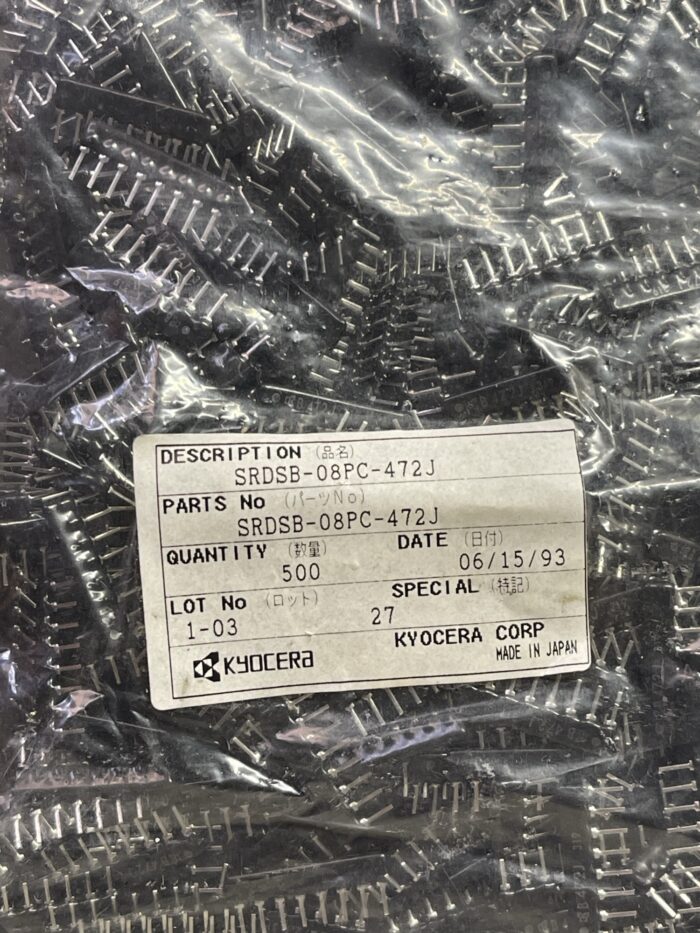 DESCRIPTION (品名)
SRDSB-08PC-472J
PARTS No (パーツNo)
SRDSB-08PC-472J
QUANTITY (数量) DATE (日付)
500 06/15/93
LOT No (ロット) SPECIAL (特記)
1-03 27
KYOCERA KYOCERA CORP
MADE IN JAPAN